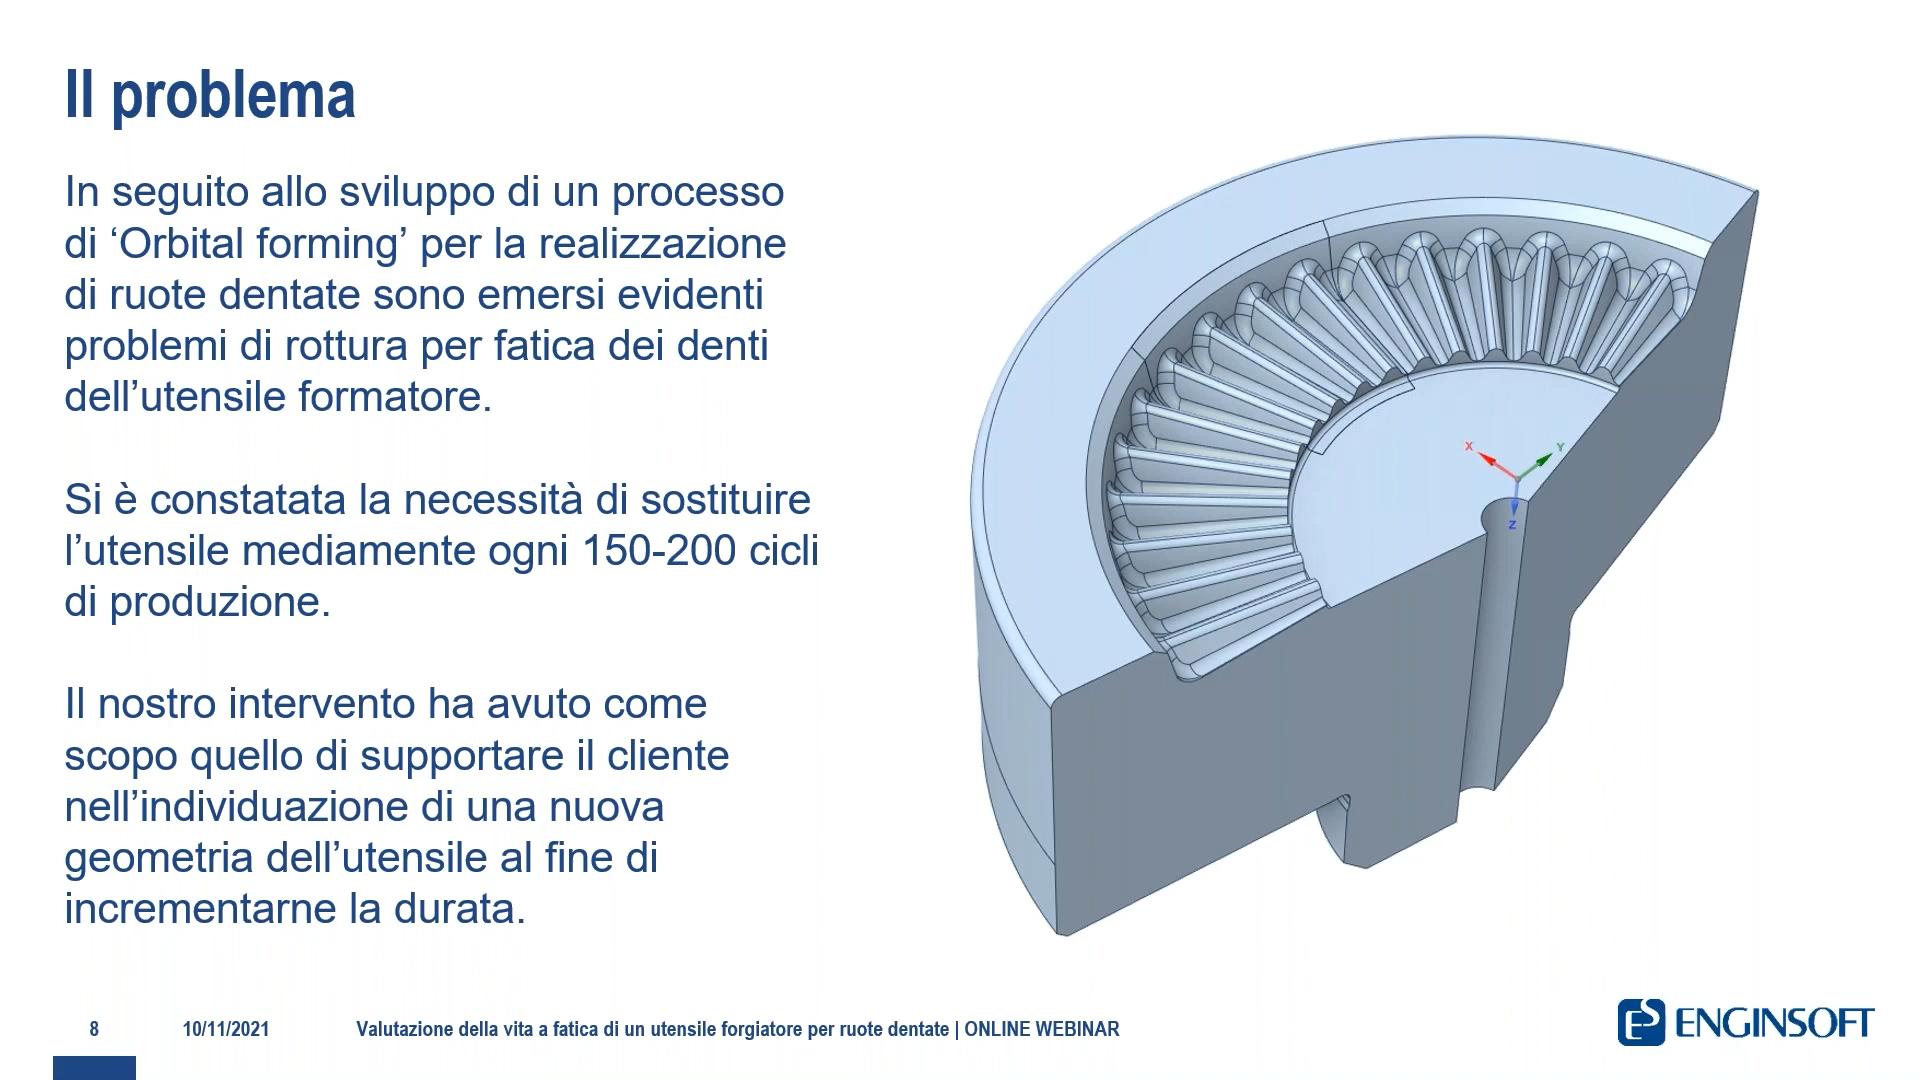 Il problema
In seguito allo sviluppo di un processo
di ‘Orbital forming’ per la realizzazione
di ruote dentate sono emersi evidenti
problemi di rottura per fatica dei denti
dell’utensile formatore.
Si è constatata la necessità di sostituire
l’utensile mediamente ogni 150-200 cicli
di produzione.
Il nostro intervento ha avuto come
scopo quello di supportare il cliente
nell’individuazione di una nuova
geometria dell’utensile al fine di
incrementarne la durata.
X
Y
Z
8
10/11/2021
Valutazione della vita a fatica di un utensile forgiatore per ruote dentate | ONLINE WEBINAR
ES ENGINSOFT